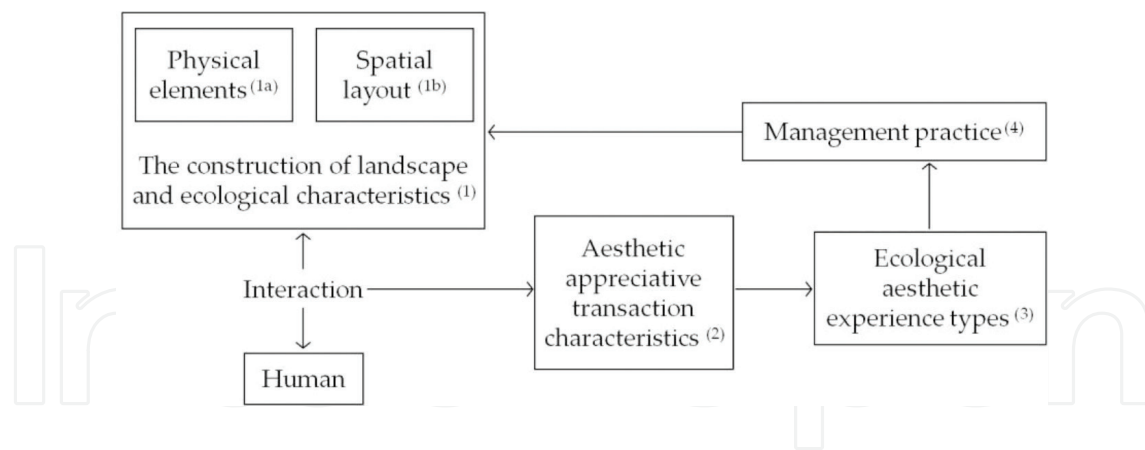 Physical
elements (1a)
Spatial
layout (1b)
The construction of landscape
and ecological characteristics (1)
Management practice (4)
Interaction
Human
Aesthetic
appreciative
transaction
characteristics (2)
Ecological
aesthetic
experience types (3)